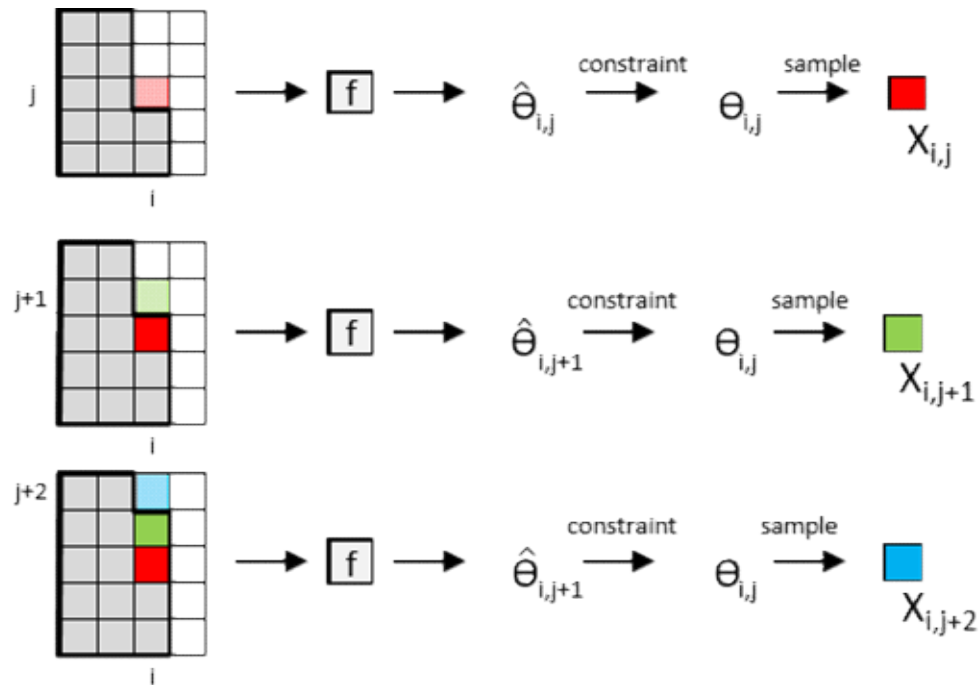 constraint sample
j f θ̂i,j θi,j
Xi,j
i
j+1 constraint sample
f θ̂i,j+1 θi,j
Xi,j+1
i
j+2
constraint sample
f θ̂i,j+1 θi,j
Xi,j+2
i